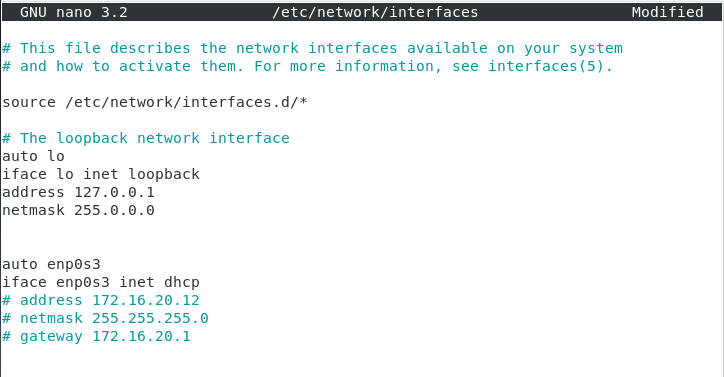 GNU nano 3.2 /etc/network/interfaces Modified
# This file describes the network interfaces available on your system
# and how to activate them. For more information, see interfaces(5).
source /etc/network/interfaces.d/*
# The loopback network interface
auto lo
iface lo inet loopback
address 127.0.0.1
netmask 255.0.0.0
auto enp0s3
iface enp0s3 inet dhcp
# address 172.16.20.12
# netmask 255.255.255.0
# gateway 172.16.20.1